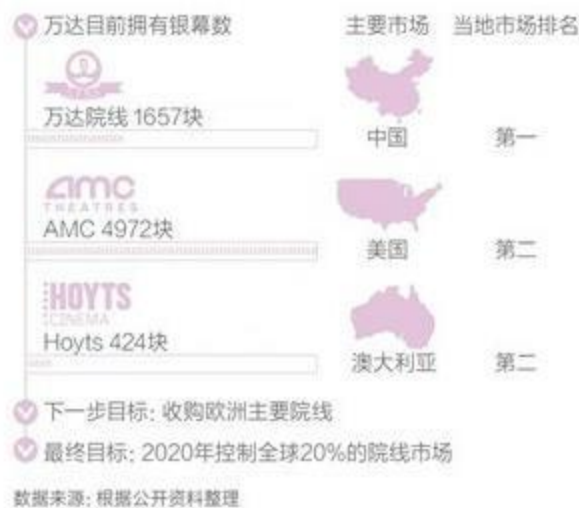 万达目前拥有银幕数 主要市场 当地市场排名
万达院线 1657块
中国 第一
amc
THEATRES
AMC 4972块
美国 第二
HOYTS
CINEMA
Hoyts 424块
澳大利亚 第二
下一步目标: 收购欧洲主要院线
最终目标: 2020年控制全球20%的院线市场
数据来源: 根据公开资料整理